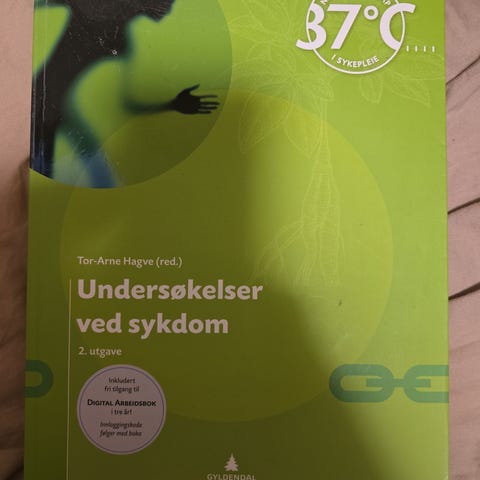 37°C
I SYKEPLEIE
Tor-Arne Hagve (red.)
Undersøkelser
ved sykdom
2. utgave
Inkludert
fri tilgang til
DIGITAL ARBEIDSBOK
i tre år!
Innloggingskode
følger med boka
GYLDENDAL